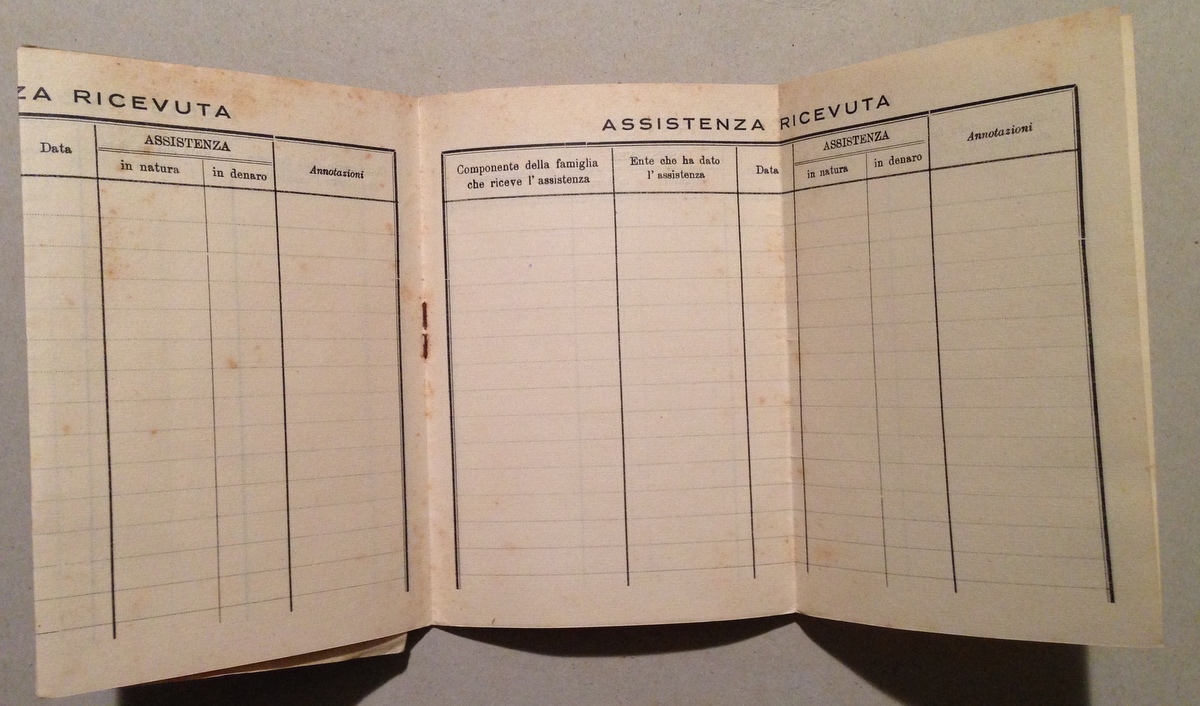 ZA RICEVUTA
Data
ASSISTENZA
in natura
in denaro
Annotazioni
ASSISTENZA RICEVUTA
Componente della famiglia
che riceve l' assistenza
Ente che ha dato
l' assistenza
Data
ASSISTENZA
in natura
in denaro
Annotazioni